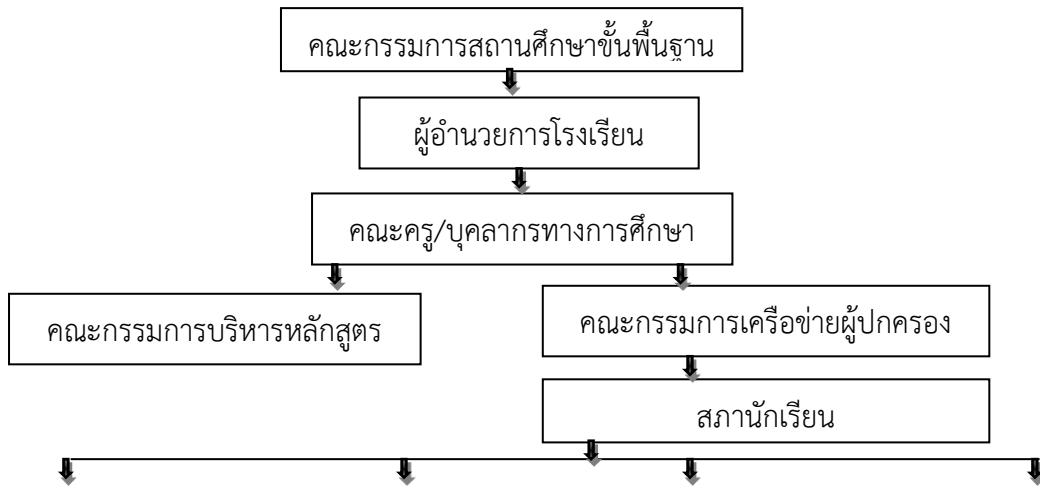 คณะกรรมการสถานศึกษาขั้นพื้นฐาน
ผู้อำนวยการโรงเรียน
คณะครู/บุคลากรทางการศึกษา
คณะกรรมการบริหารหลักสูตร
คณะกรรมการเครือข่ายผู้ปกครอง
สภานักเรียน